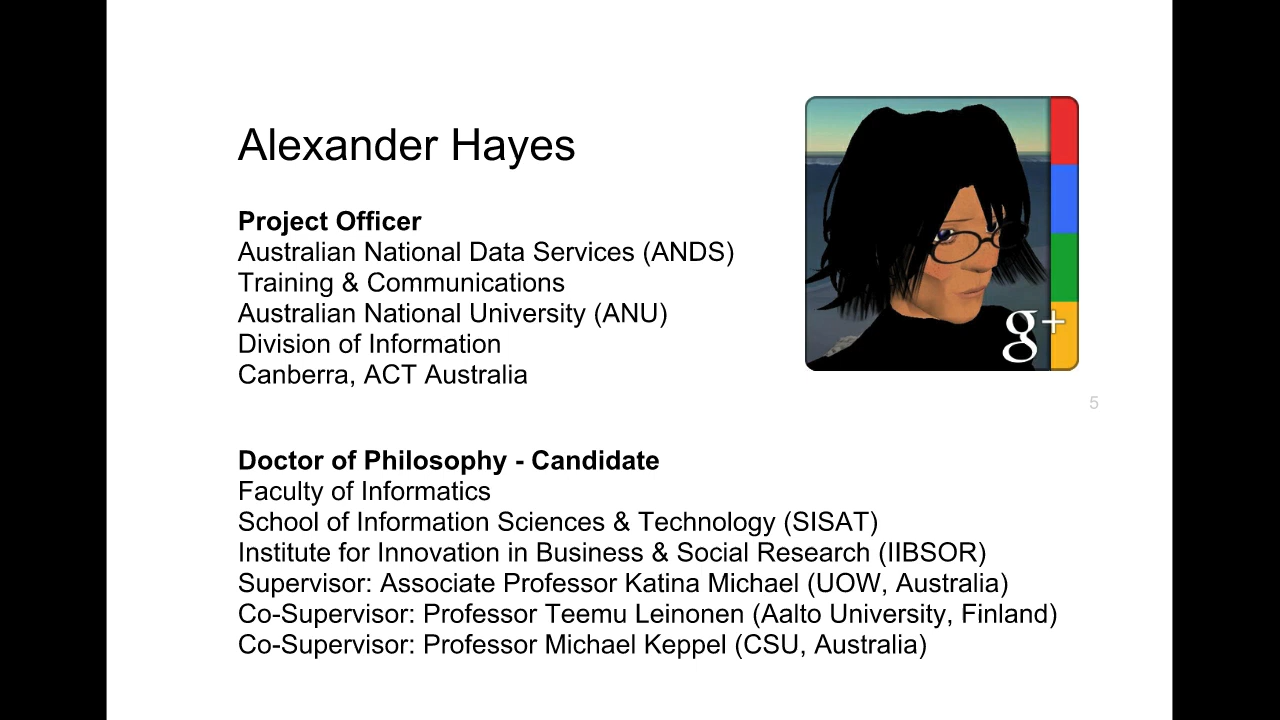 Alexander Hayes
Project Officer
Australian National Data Services (ANDS)
Training & Communications
Australian National University (ANU)
Division of Information
Canberra, ACT Australia
g+
5
Doctor of Philosophy - Candidate
Faculty of Informatics
School of Information Sciences & Technology (SISAT)
Institute for Innovation in Business & Social Research (IIBSOR)
Supervisor: Associate Professor Katina Michael (UOW, Australia)
Co-Supervisor: Professor Teemu Leinonen (Aalto University, Finland)
Co-Supervisor: Professor Michael Keppel (CSU, Australia)